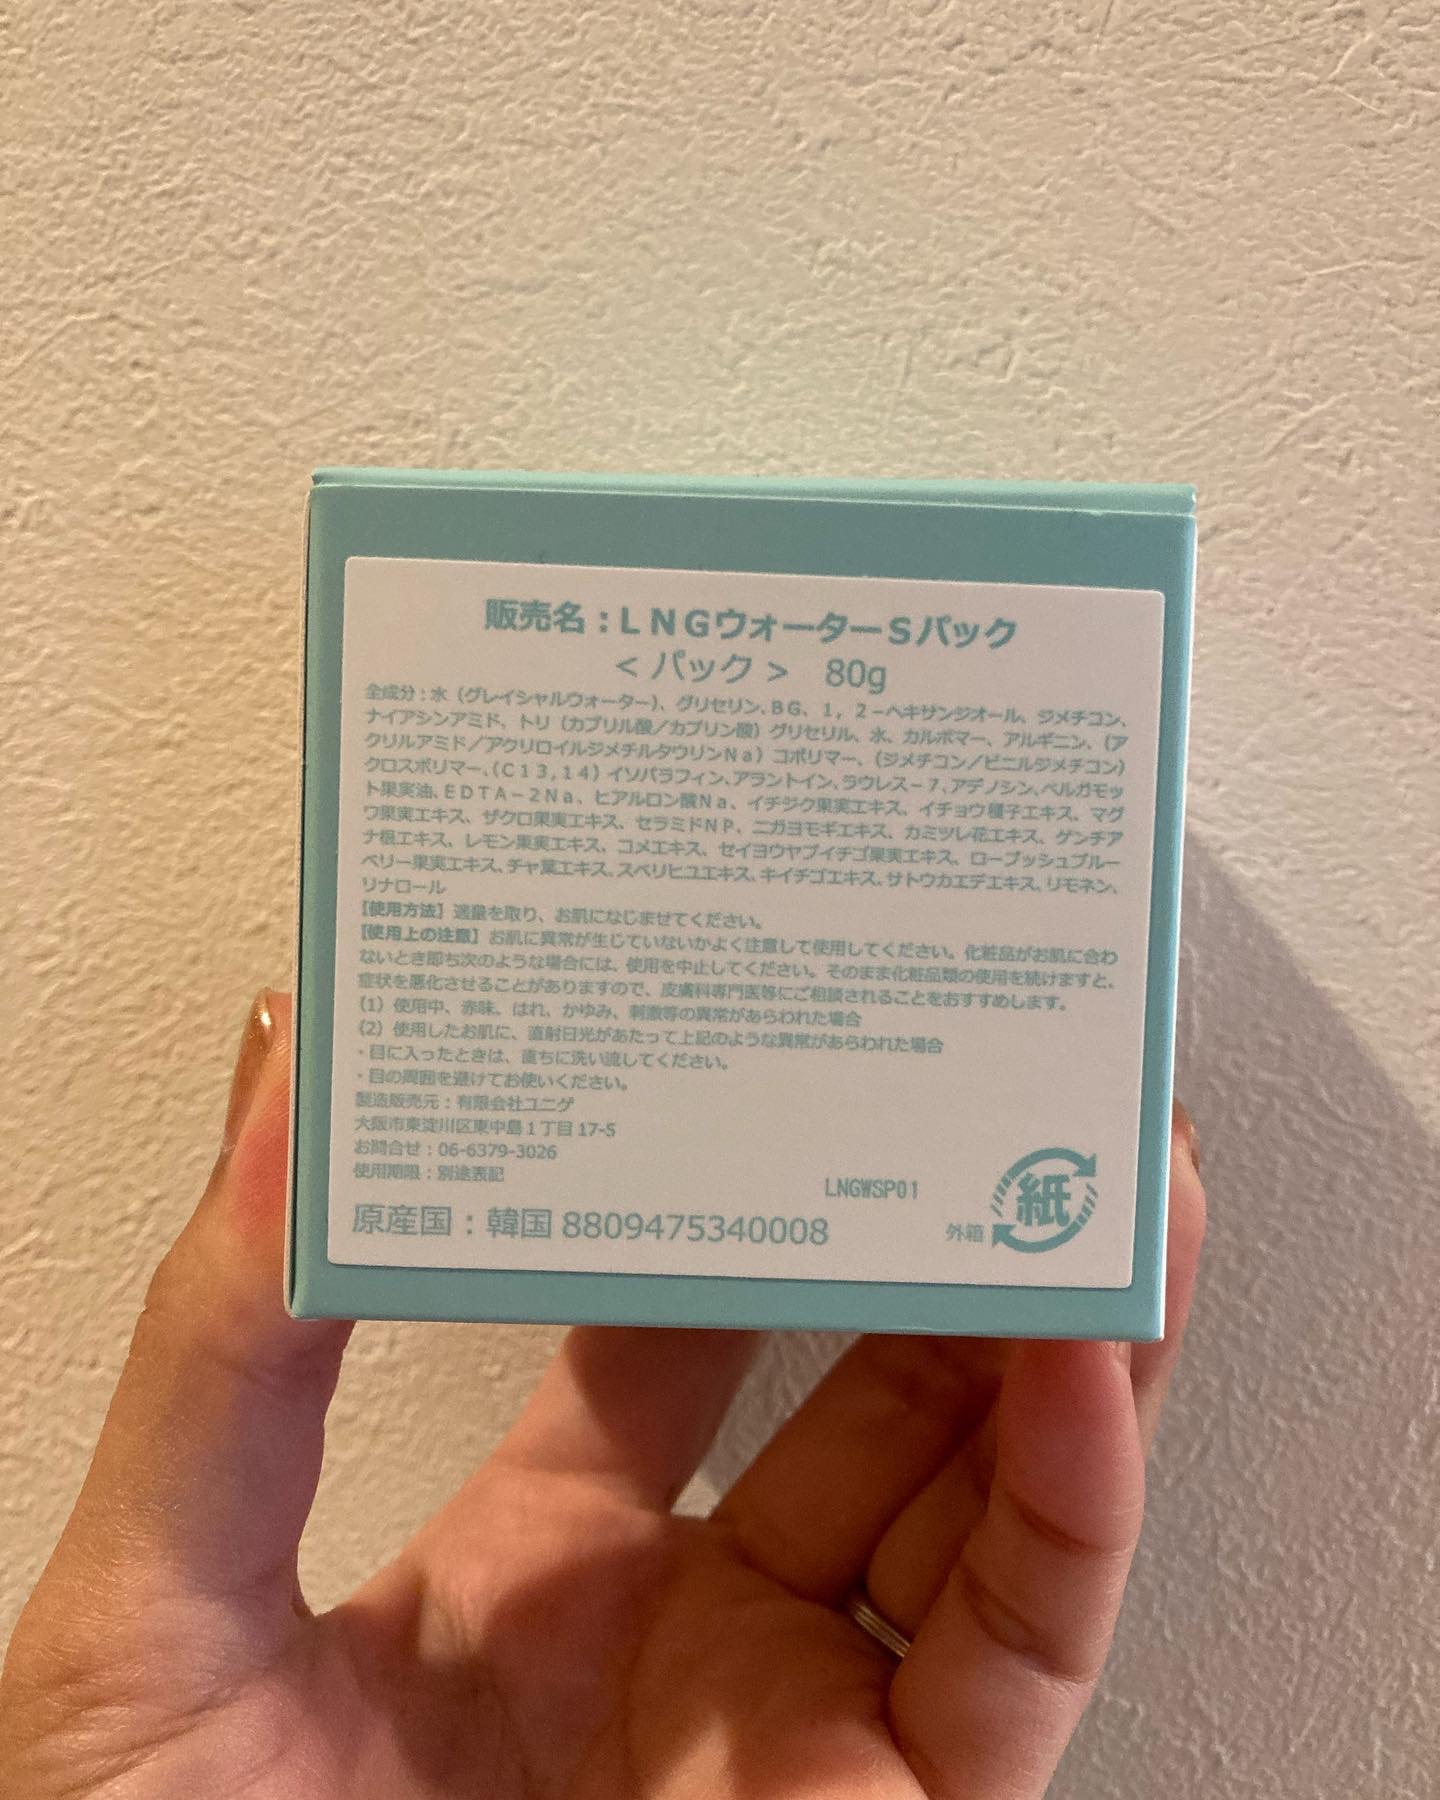 販売名：ＬＮＧウォーターＳパック
＜パック＞　80g
全成分：水（グレイシャルウォーター）、グリセリン、ＢＧ、１，２－ヘキサンジオール、ジメチコン、
ナイアシンアミド、トリ（カプリル酸／カプリン酸）グリセリル、水、カルボマー、アルギニン、（ア
クリルアミド／アクリロイルジメチルタウリンＮａ）コポリマー、（ジメチコン／ビニルジメチコン）
クロスポリマー、（Ｃ１３，１４）イソパラフィン、アラントイン、ラウレス－７、アデノシン、ベルガモッ
ト果実油、ＥＤＴＡ－２Ｎａ、ヒアルロン酸Ｎａ、イチジク果実エキス、イチョウ種子エキス、マグ
ワ果実エキス、ザクロ果実エキス、セラミドＮＰ、ニガヨモギエキス、カミツレ花エキス、ゲンチア
ナ根エキス、レモン果実エキス、コメエキス、セイヨウヤブイチゴ果実エキス、ローブッシュブルー
ベリー果実エキス、チャ葉エキス、スベリヒユエキス、キイチゴエキス、サトウカエデエキス、リモネン、
リナロール
【使用方法】適量を取り、お肌になじませてください。
【使用上の注意】お肌に異常が生じていないかよく注意して使用してください。化粧品がお肌に合わ
ないとき即ち次のような場合には、使用を中止してください。そのまま化粧品類の使用を続けますと、
症状を悪化させることがありますので、皮膚科専門医等にご相談されることをおすすめします。
（1）使用中、赤味、はれ、かゆみ、刺激等の異常があらわれた場合
（2）使用したお肌に、直射日光があたって上記のような異常があらわれた場合
・目に入ったときは、直ちに洗い流してください。
・目の周囲を避けてお使いください。
製造販売元：有限会社ユニゲ
大阪市東淀川区東中島１丁目 17-5
お問合せ：06-6379-3026
使用期限：別途表記
LNGWSP01
原産国：韓国 8809475340008
外箱 紙